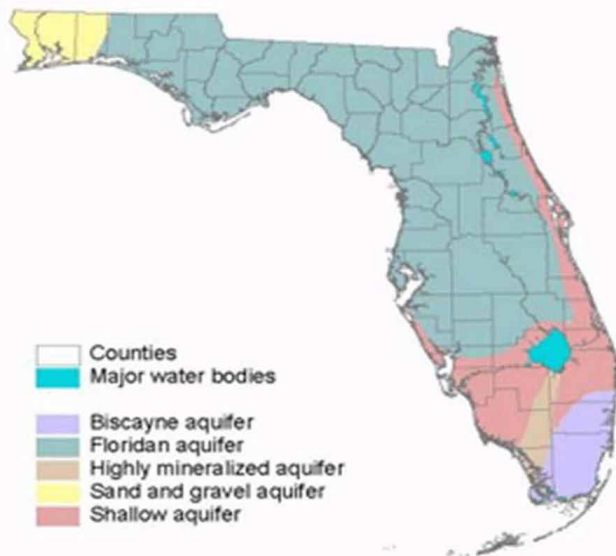 Counties
Major water bodies
Biscayne aquifer
Floridan aquifer
Highly mineralized aquifer
Sand and gravel aquifer
Shallow aquifer